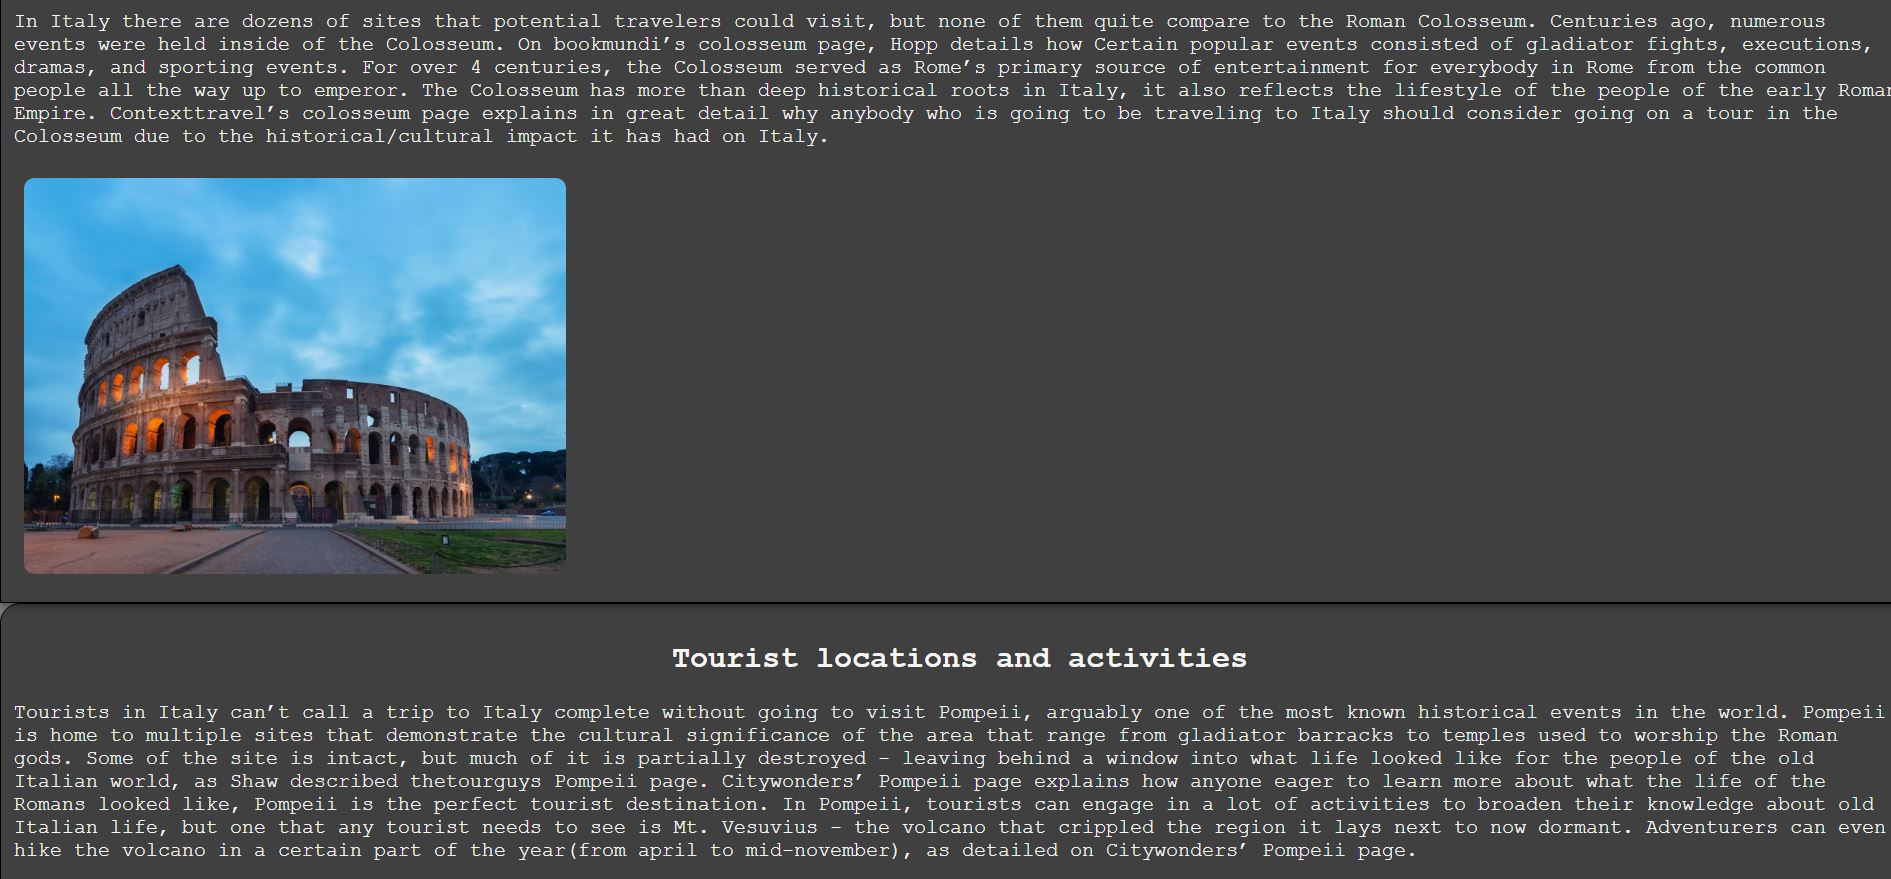 In Italy there are dozens of sites that potential travelers could visit, but none of them quite compare to the Roman Colosseum. Centuries ago, numerous
events were held inside of the Colosseum. On bookmundi’s colosseum page, Hopp details how Certain popular events consisted of gladiator fights, executions,
dramas, and sporting events. For over 4 centuries, the Colosseum served as Rome’s primary source of entertainment for everybody in Rome from the common
people all the way up to emperor. The Colosseum has more than deep historical roots in Italy, it also reflects the lifestyle of the people of the early Roman
Empire. Contexttravel’s colosseum page explains in great detail why anybody who is going to be traveling to Italy should consider going on a tour in the
Colosseum due to the historical/cultural impact it has had on Italy.
Tourist locations and activities
Tourists in Italy can’t call a trip to Italy complete without going to visit Pompeii, arguably one of the most known historical events in the world. Pompeii
is home to multiple sites that demonstrate the cultural significance of the area that range from gladiator barracks to temples used to worship the Roman
gods. Some of the site is intact, but much of it is partially destroyed – leaving behind a window into what life looked like for the people of the old
Italian world, as Shaw described thetourguys Pompeii page. Citywonders’ Pompeii page explains how anyone eager to learn more about what the life of the
Romans looked like, Pompeii is the perfect tourist destination. In Pompeii, tourists can engage in a lot of activities to broaden their knowledge about old
Italian life, but one that any tourist needs to see is Mt. Vesuvius – the volcano that crippled the region it lays next to now dormant. Adventurers can even
hike the volcano in a certain part of the year(from april to mid-november), as detailed on Citywonders’ Pompeii page.